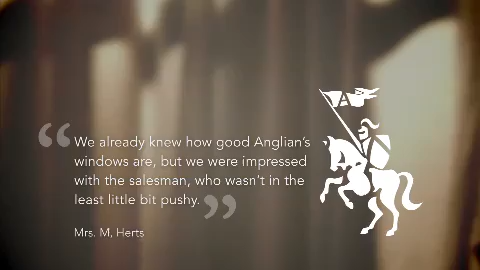 “We already knew how good Anglian’s
windows are, but we were impressed
with the salesman, who wasn’t in the
least little bit pushy.”
Mrs. M, Herts
A